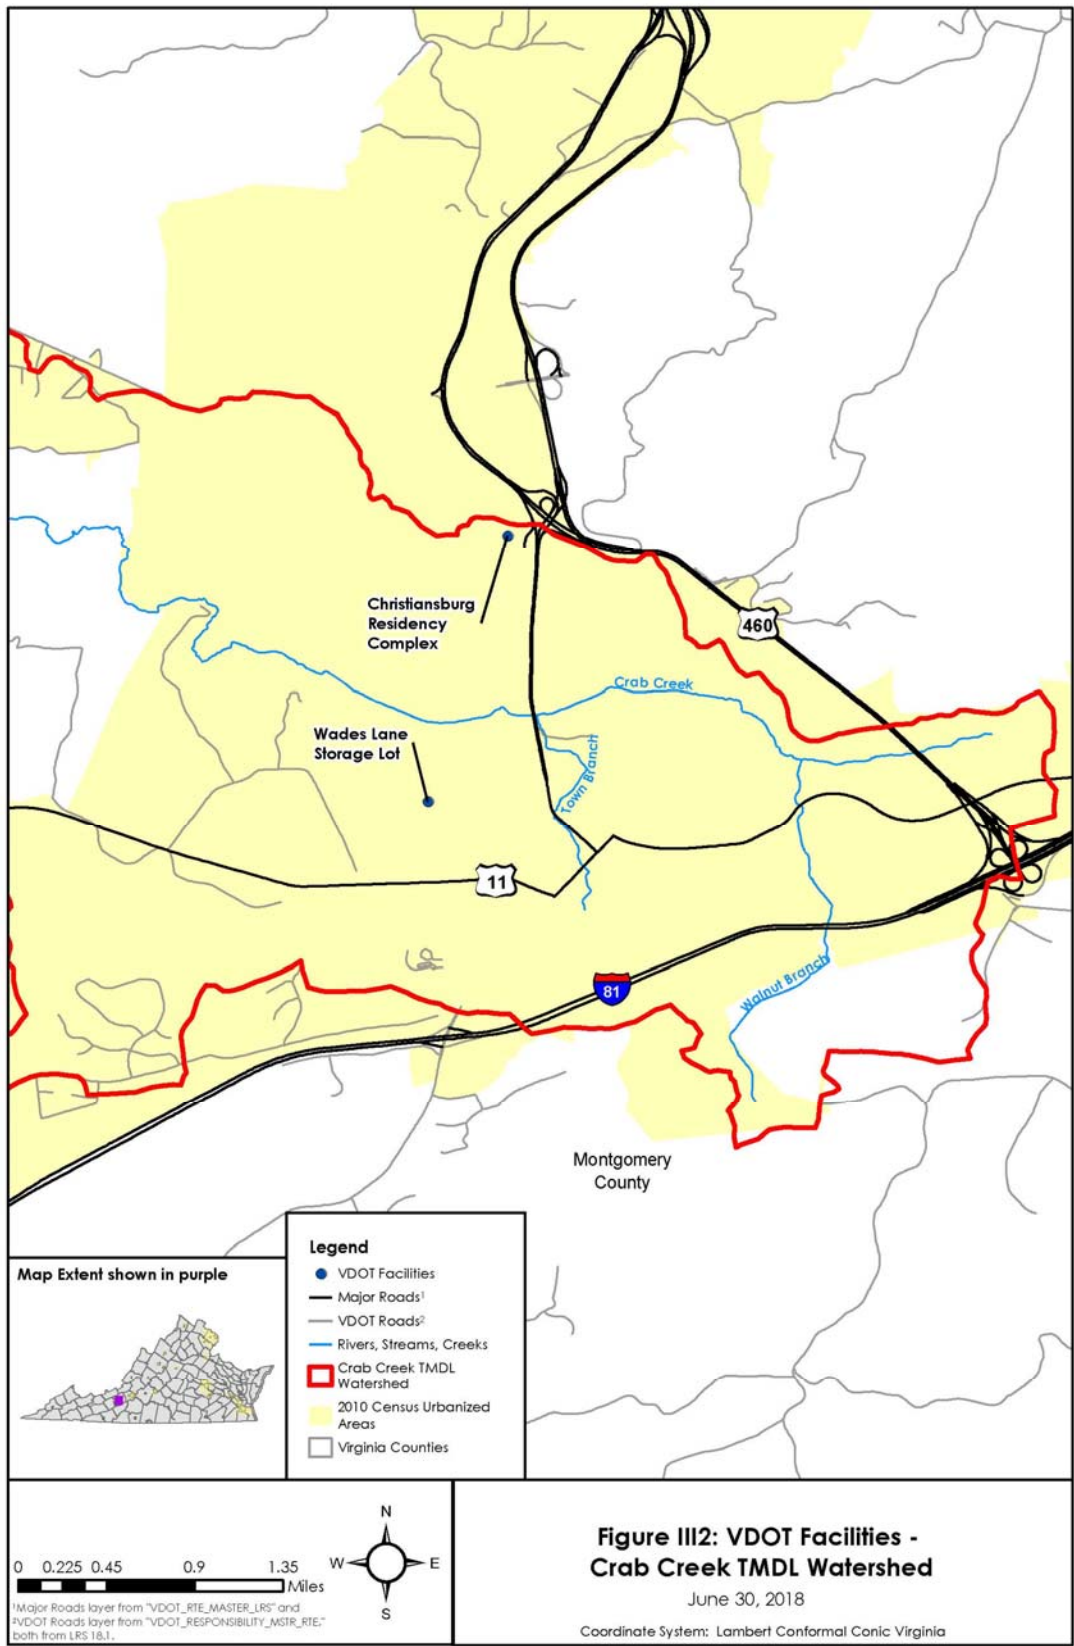 460
Christiansburg
Residency
Complex
Crab Creek
Wades Lane
Storage Lot
Town Branch
11
Walnut Branch
81
Montgomery
County
Map Extent shown in purple
Legend
VDOT Facilities
Major Roads¹
VDOT Roads²
Rivers, Streams, Creeks
Crab Creek TMDL
Watershed
2010 Census Urbanized
Areas
Virginia Counties
N
W E
S
0 0.225 0.45 0.9 1.35
Miles
¹Major Roads layer from "VDOT_RTE_MASTER_LRS" and
²VDOT Roads layer from "VDOT_RESPONSIBILITY_MSTR_RTE,"
both from LRS 18.1.
Figure III2: VDOT Facilities -
Crab Creek TMDL Watershed
June 30, 2018
Coordinate System: Lambert Conformal Conic Virginia